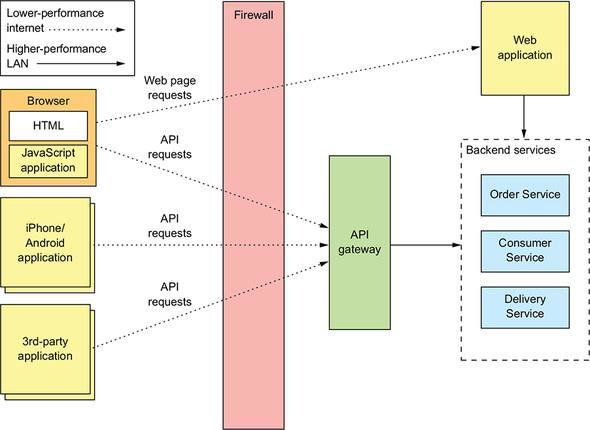 Lower-performance
internet
Higher-performance
LAN
Firewall
Web
application
Web page
requests
Browser
HTML
JavaScript
application
API
requests
Backend services
Order Service
Consumer
Service
Delivery
Service
iPhone/
Android
application
API
requests
API
gateway
API
requests
3rd-party
application